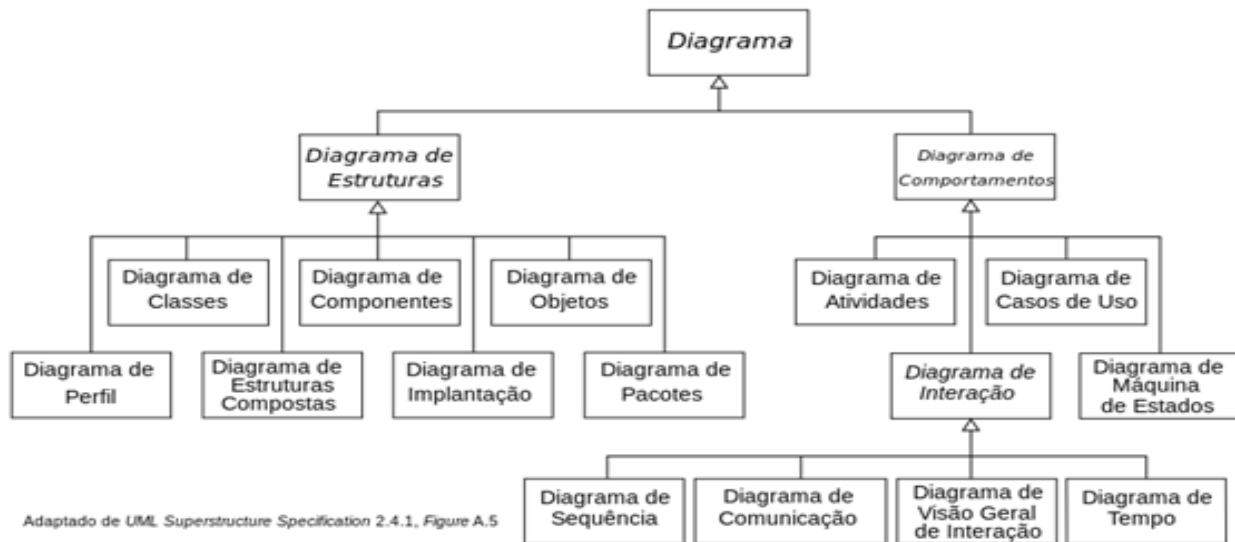 Diagrama
Diagrama de
Estruturas
Diagrama de
Comportamentos
Diagrama de
Classes
Diagrama de
Componentes
Diagrama de
Objetos
Diagrama de
Atividades
Diagrama de
Casos de Uso
Diagrama de
Perfil
Diagrama de
Estruturas
Compostas
Diagrama de
Implantação
Diagrama de
Pacotes
Diagrama de
Interação
Diagrama de
Máquina
de Estados
Diagrama de
Sequência
Diagrama de
Comunicação
Diagrama de
Visão Geral
de Interação
Diagrama de
Tempo
Adaptado de UML Superstructure Specification 2.4.1, Figure A.5